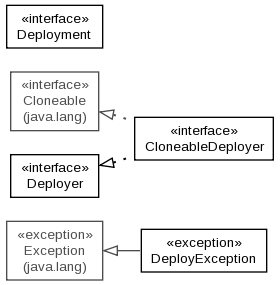 «interface»
Deployment
«interface»
Cloneable
(java.lang)
«interface»
CloneableDeployer
«interface»
Deployer
«exception»
Exception
(java.lang)
«exception»
DeployException